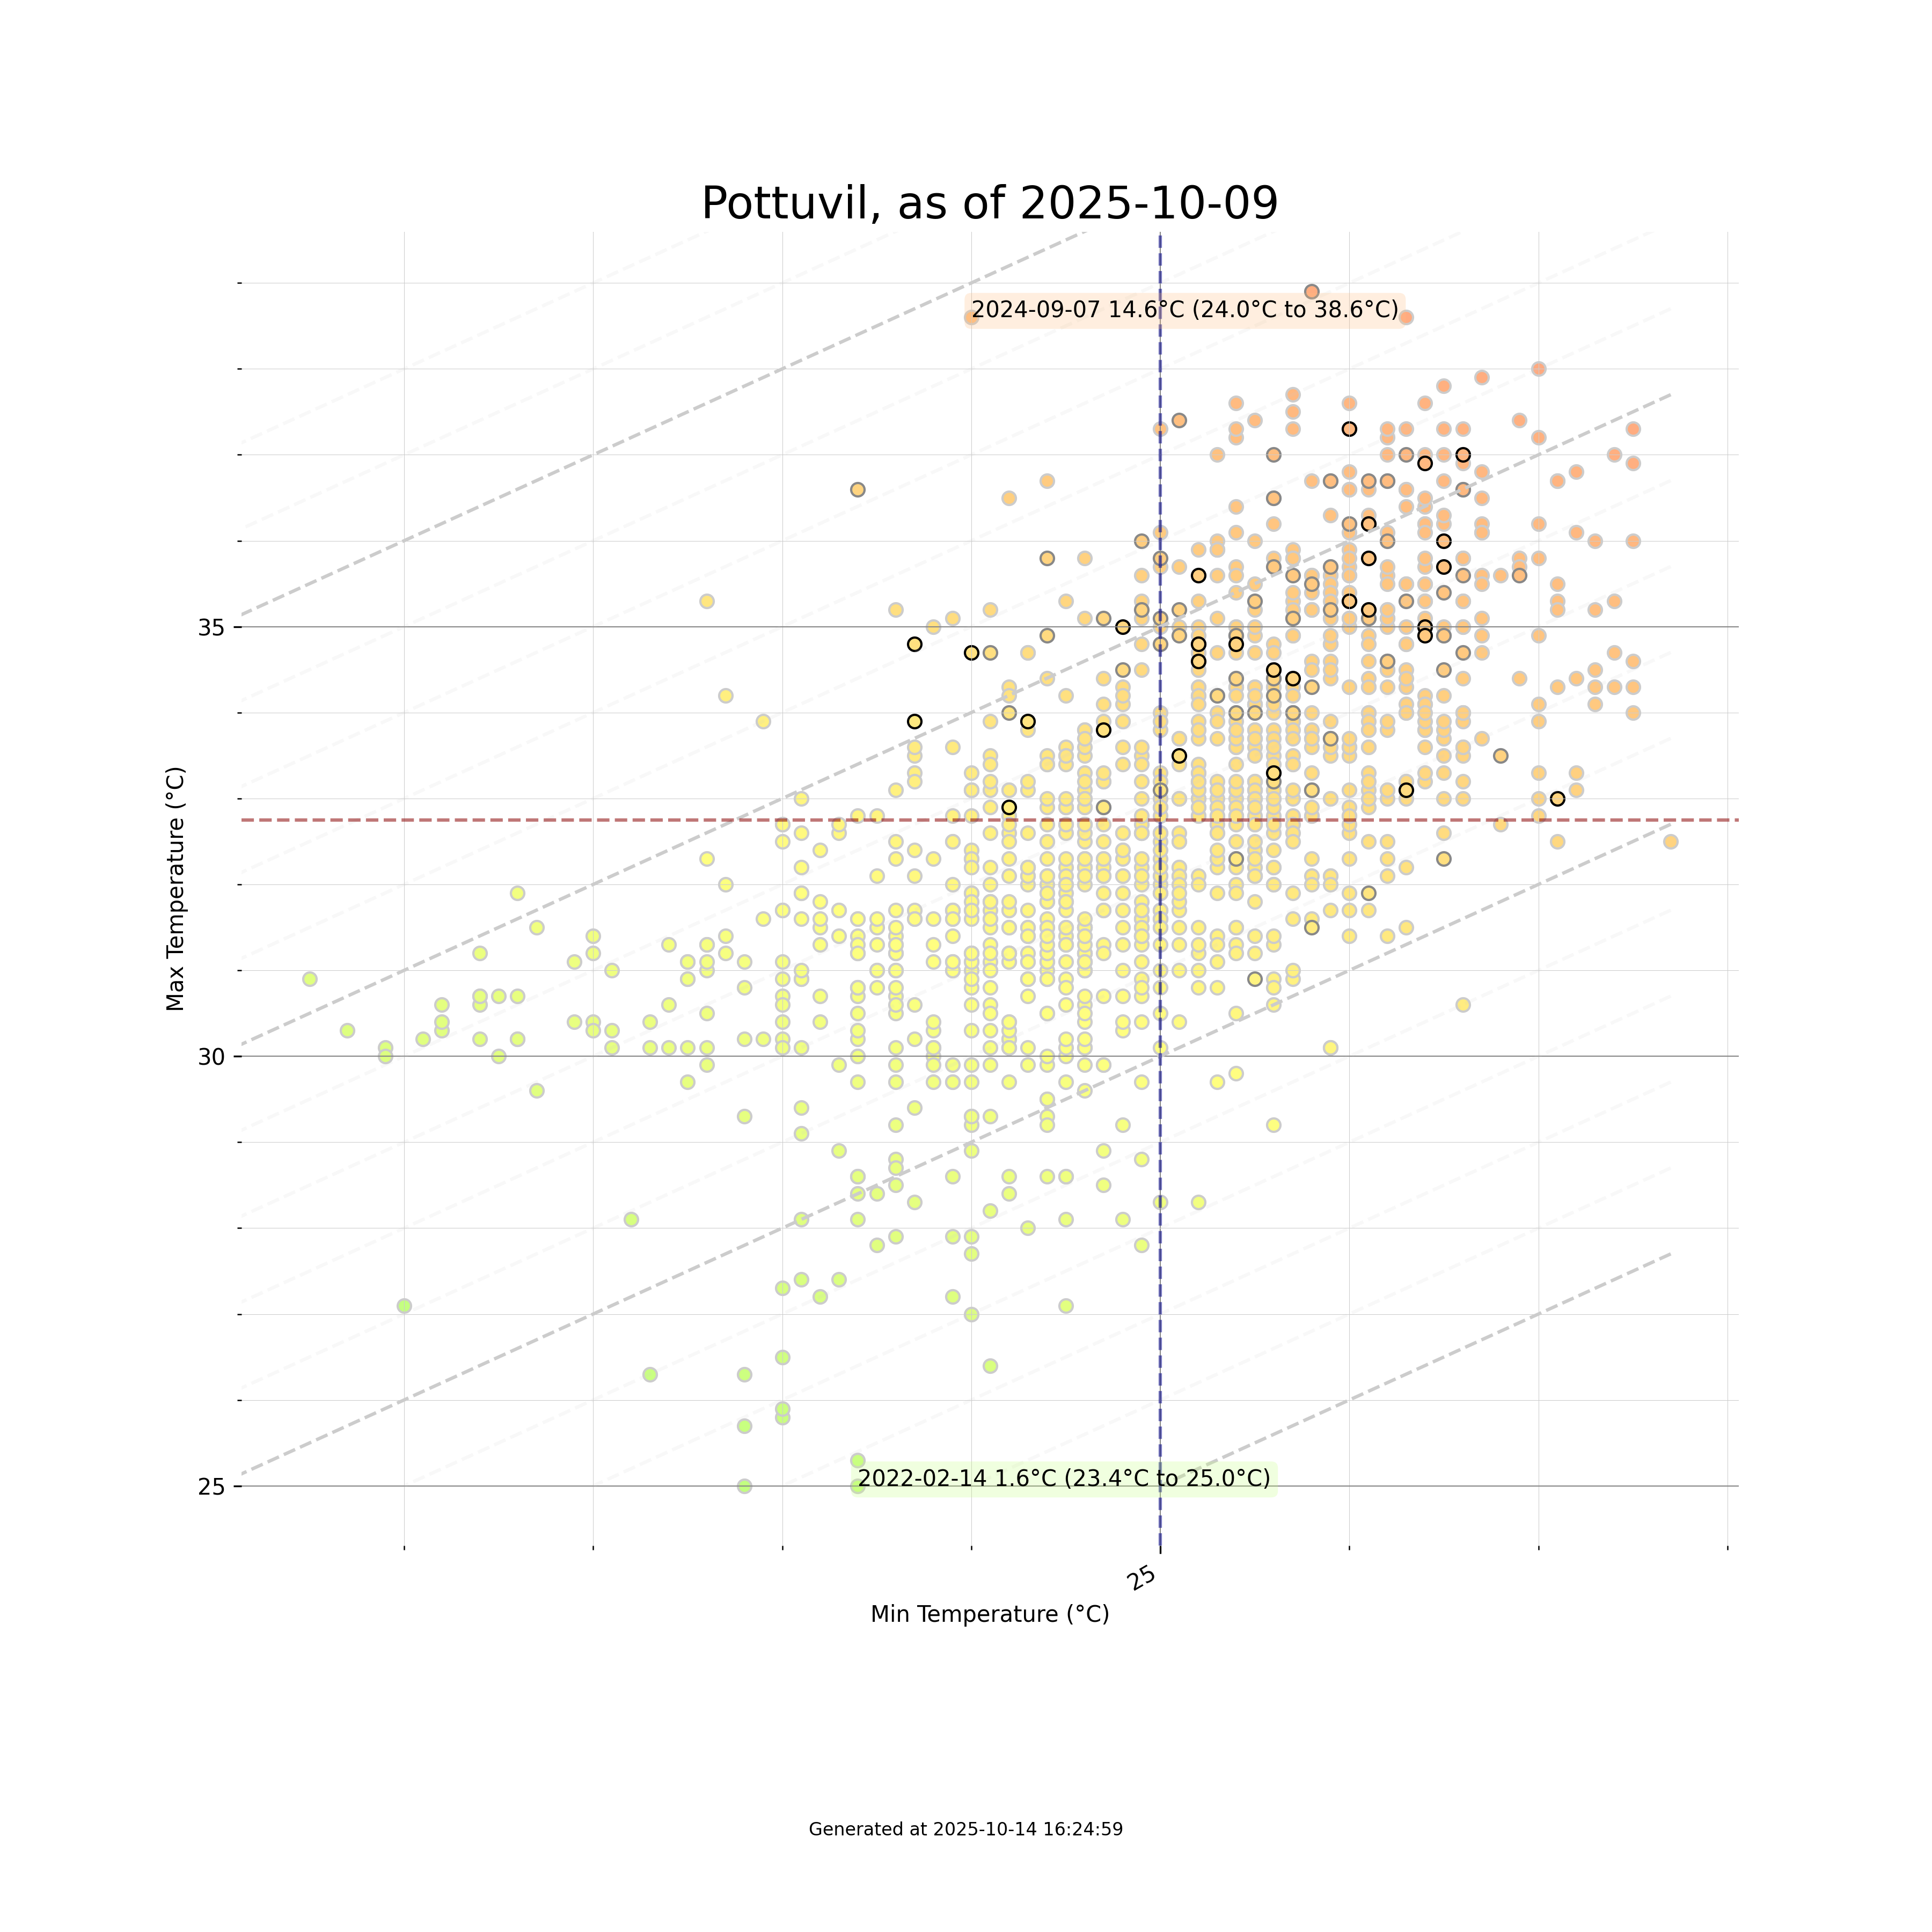 Pottuvil, as of 2025-10-09
2024-09-07 14.6°C (24.0°C to 38.6°C)
35
Max Temperature (°C)
30
2022-02-14 1.6°C (23.4°C to 25.0°C)
25
25
Min Temperature (°C)
Generated at 2025-10-14 16:24:59